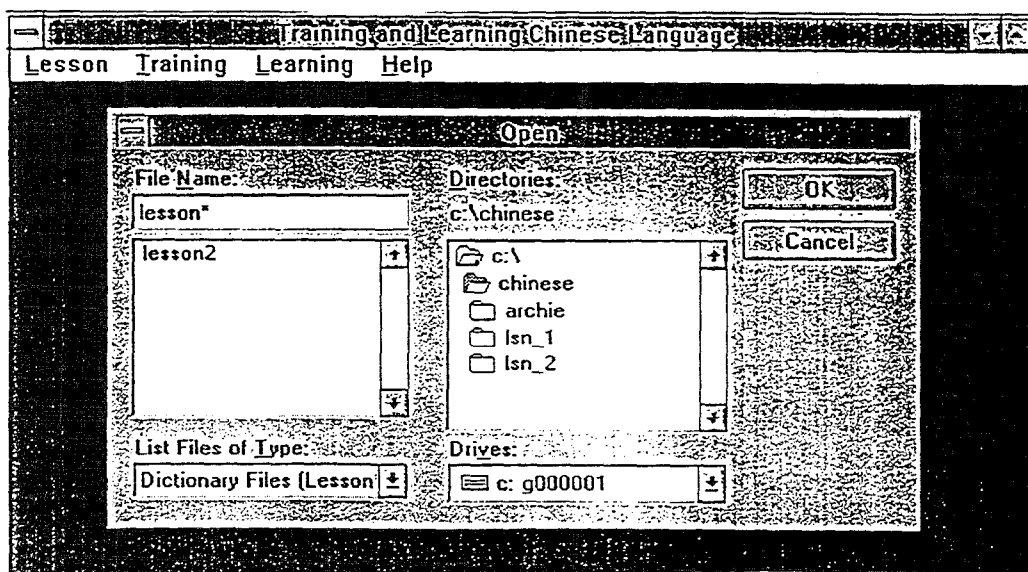 Training and Learning Chinese Language
Lesson Training Learning Help
Open
File Name:
lesson*
lesson2
List Files of Type:
Dictionary Files (Lesson
Directories:
c:\chinese
c:\
chinese
archie
lsn_1
lsn_2
Drives:
c: g000001
OK
Cancel